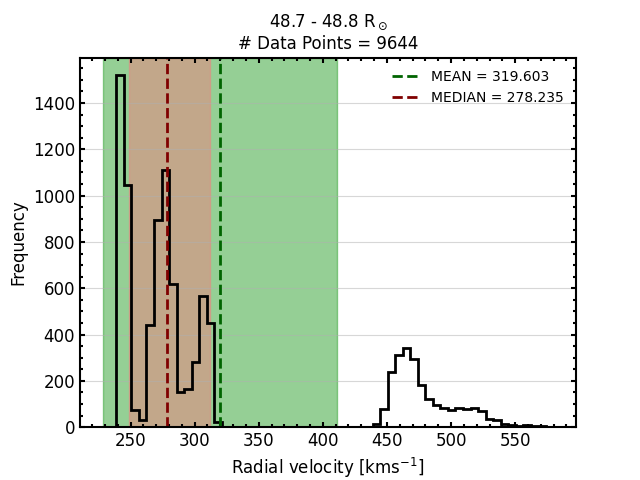 48.7 - 48.8 R⊙
# Data Points = 9644
MEAN = 319.603
MEDIAN = 278.235
Frequency
1400
1200
1000
800
600
400
200
0
250 300 350 400 450 500 550
Radial velocity [kms⁻¹]